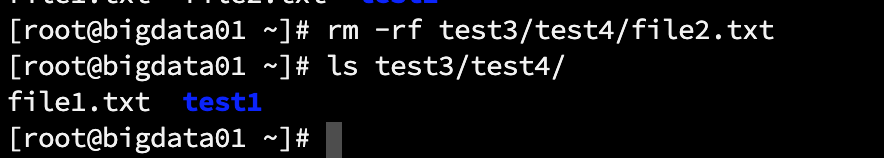 [root@bigdata01 ~]# rm -rf test3/test4/file2.txt
[root@bigdata01 ~]# ls test3/test4/
file1.txt  test1
[root@bigdata01 ~]#